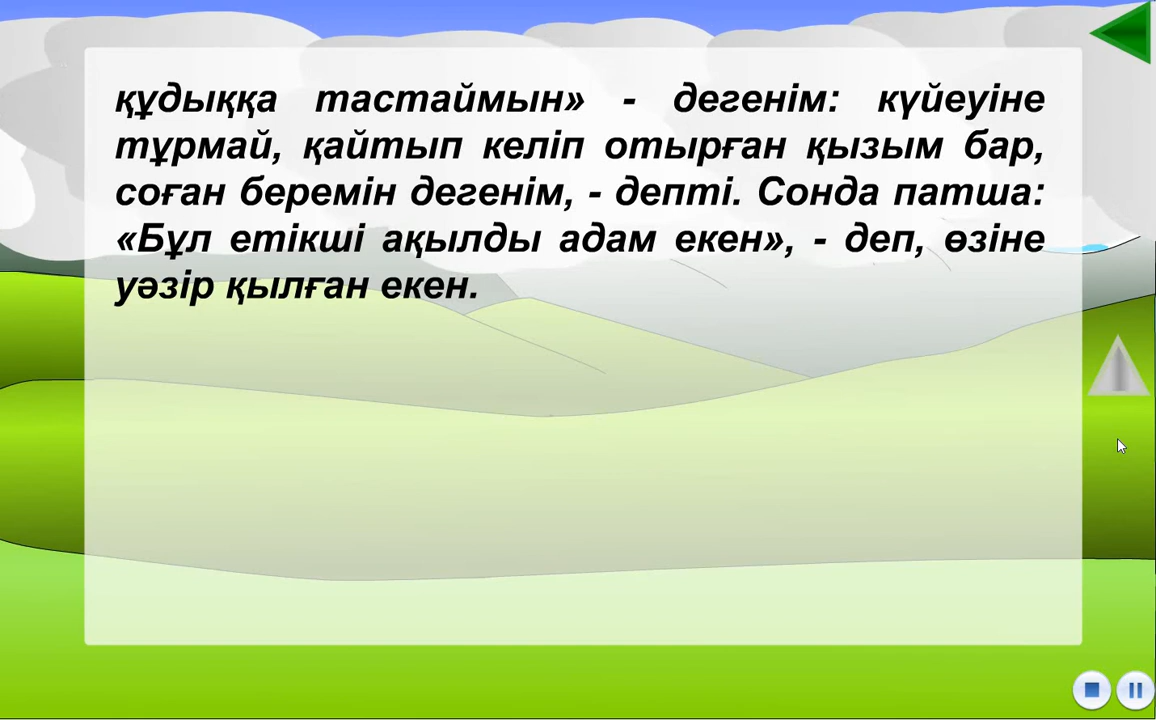 құдыққа тастаймын» - дегенім: күйеуіне
тұрмай, қайтып келіп отырған қызым бар,
соған беремін дегенім, - депті. Сонда патша:
«Бұл етікші ақылды адам екен», - деп, өзіне
уәзір қылған екен.